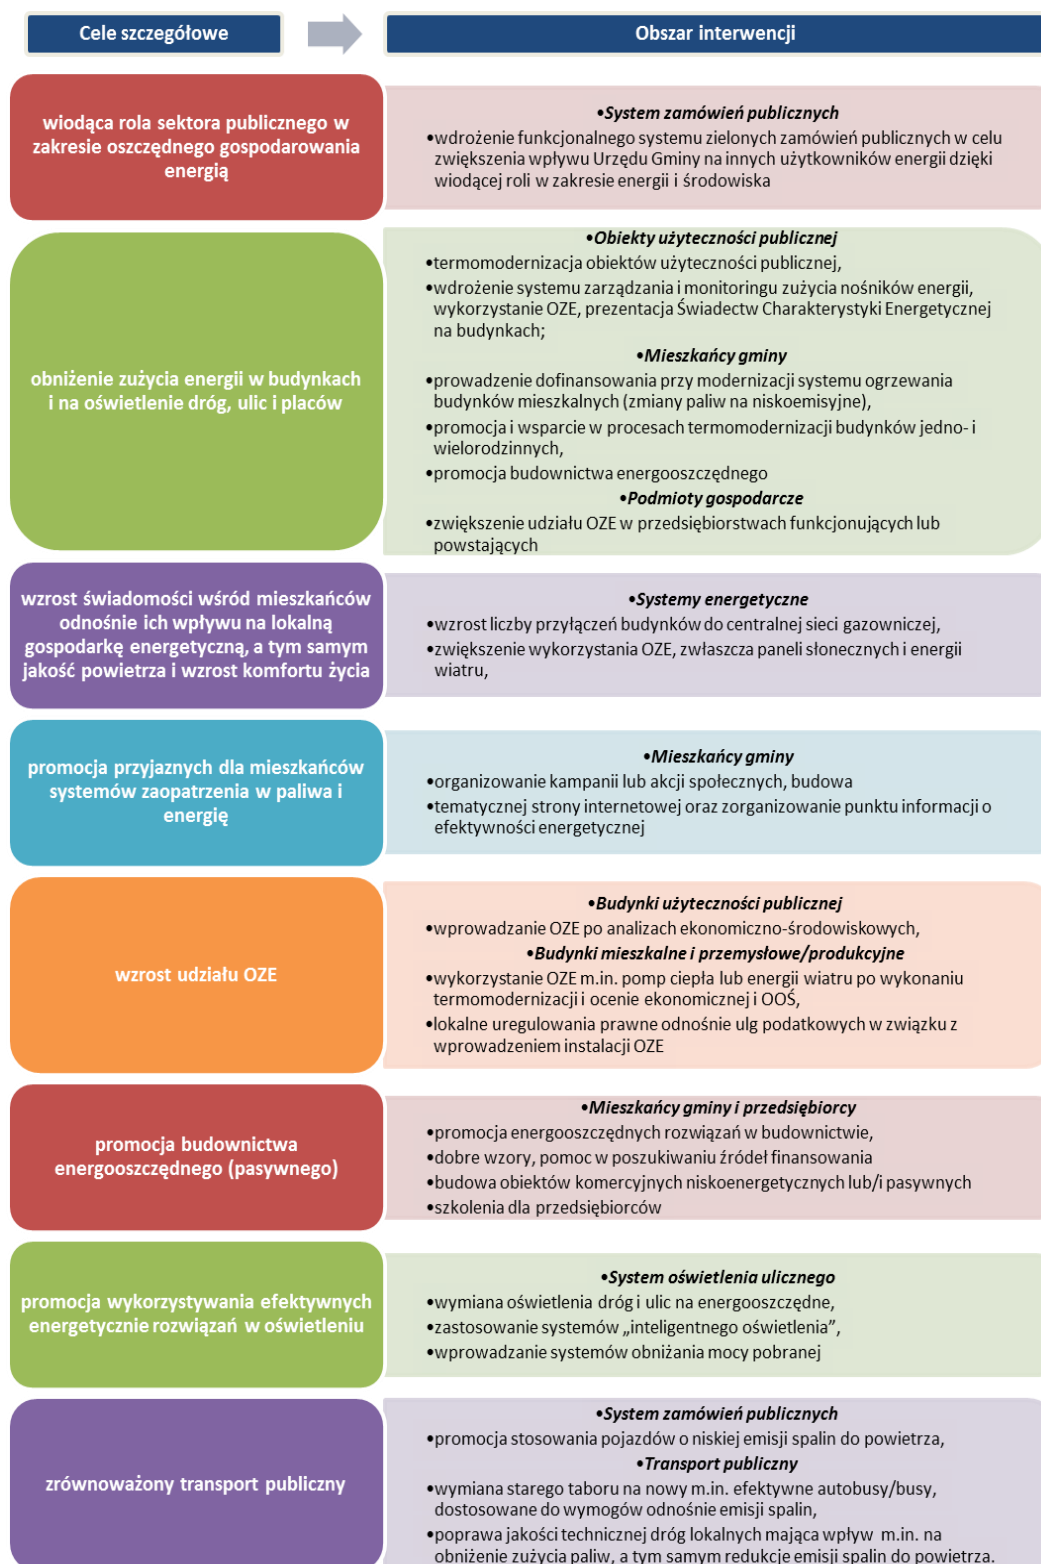 Cele szczegółowe
Obszar interwencji
wiodąca rola sektora publicznego w
zakresie oszczędnego gospodarowania
energią
•System zamówień publicznych
•wdrożenie funkcjonalnego systemu zielonych zamówień publicznych w celu
zwiększenia wpływu Urzędu Gminy na innych użytkowników energii dzięki
wiodącej roli w zakresie energii i środowiska
obniżenie zużycia energii w budynkach
i na oświetlenie dróg, ulic i placów
•Obiekty użyteczności publicznej
•termomodernizacja obiektów użyteczności publicznej,
•wdrożenie systemu zarządzania i monitoringu zużycia nośników energii,
wykorzystanie OZE, prezentacja Świadectw Charakterystyki Energetycznej
na budynkach;
•Mieszkańcy gminy
•prowadzenie dofinansowania przy modernizacji systemu ogrzewania
budynków mieszkalnych (zmiany paliw na niskoemisyjne),
•promocja i wsparcie w procesach termomodernizacji budynków jedno- i
wielorodzinnych,
•promocja budownictwa energooszczędnego
•Podmioty gospodarcze
•zwiększenie udziału OZE w przedsiębiorstwach funkcjonujących lub
powstających
wzrost świadomości wśród mieszkańców
odnośnie ich wpływu na lokalną
gospodarkę energetyczną, a tym samym
jakość powietrza i wzrost komfortu życia
•Systemy energetyczne
•wzrost liczby przyłączeń budynków do centralnej sieci gazowniczej,
•zwiększenie wykorzystania OZE, zwłaszcza paneli słonecznych i energii
wiatru,
promocja przyjaznych dla mieszkańców
systemów zaopatrzenia w paliwa i
energię
•Mieszkańcy gminy
•organizowanie kampanii lub akcji społecznych, budowa
•tematycznej strony internetowej oraz zorganizowanie punktu informacji o
efektywności energetycznej
wzrost udziału OZE
•Budynki użyteczności publicznej
•wprowadzanie OZE po analizach ekonomiczno-środowiskowych,
•Budynki mieszkalne i przemysłowe/produkcyjne
•wykorzystanie OZE m.in. pomp ciepła lub energii wiatru po wykonaniu
termomodernizacji i ocenie ekonomicznej i OOŚ,
•lokalne uregulowania prawne odnośnie ulg podatkowych w związku z
wprowadzeniem instalacji OZE
promocja budownictwa
energooszczędnego (pasywnego)
•Mieszkańcy gminy i przedsiębiorcy
•promocja energooszczędnych rozwiązań w budownictwie,
•dobre wzory, pomoc w poszukiwaniu źródeł finansowania
•budowa obiektów komercyjnych niskoenergetycznych lub/i pasywnych
•szkolenia dla przedsiębiorców
promocja wykorzystywania efektywnych
energetycznie rozwiązań w oświetleniu
•System oświetlenia ulicznego
•wymiana oświetlenia dróg i ulic na energooszczędne,
•zastosowanie systemów „inteligentnego oświetlenia”,
•wprowadzanie systemów obniżania mocy pobranej
zrównoważony transport publiczny
•System zamówień publicznych
•promocja stosowania pojazdów o niskiej emisji spalin do powietrza,
•Transport publiczny
•wymiana starego taboru na nowy m.in. efektywne autobusy/busy,
dostosowane do wymogów odnośnie emisji spalin,
•poprawa jakości technicznej dróg lokalnych mająca wpływ m.in. na
obniżenie zużycia paliw, a tym samym redukcje emisji spalin do powietrza.